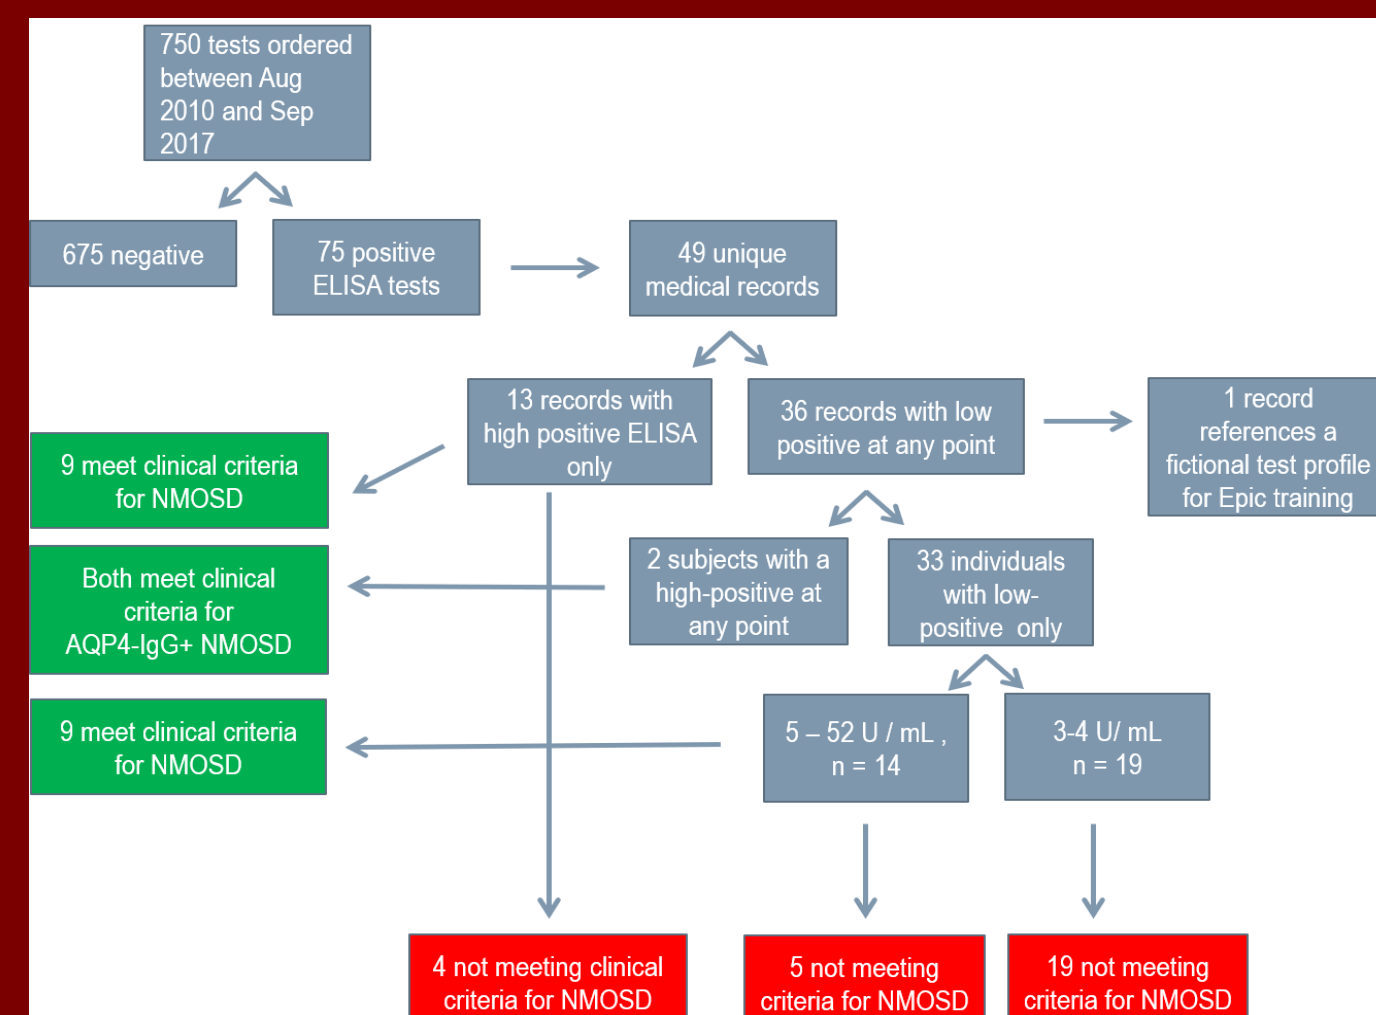 750 tests ordered
between Aug
2010 and Sep
2017
675 negative
75 positive
ELISA tests
49 unique
medical records
13 records with
high positive ELISA
only
36 records with low
positive at any point
1 record
references a
fictional test profile
for Epic training
9 meet clinical criteria
for NMOSD
2 subjects with a
high-positive at
any point
33 individuals
with low-
positive only
Both meet clinical
criteria for
AQP4-IgG+ NMOSD
9 meet clinical criteria
for NMOSD
5 – 52 U / mL ,
n = 14
3-4 U/ mL
n = 19
4 not meeting clinical
criteria for NMOSD
5 not meeting
criteria for NMOSD
19 not meeting
criteria for NMOSD